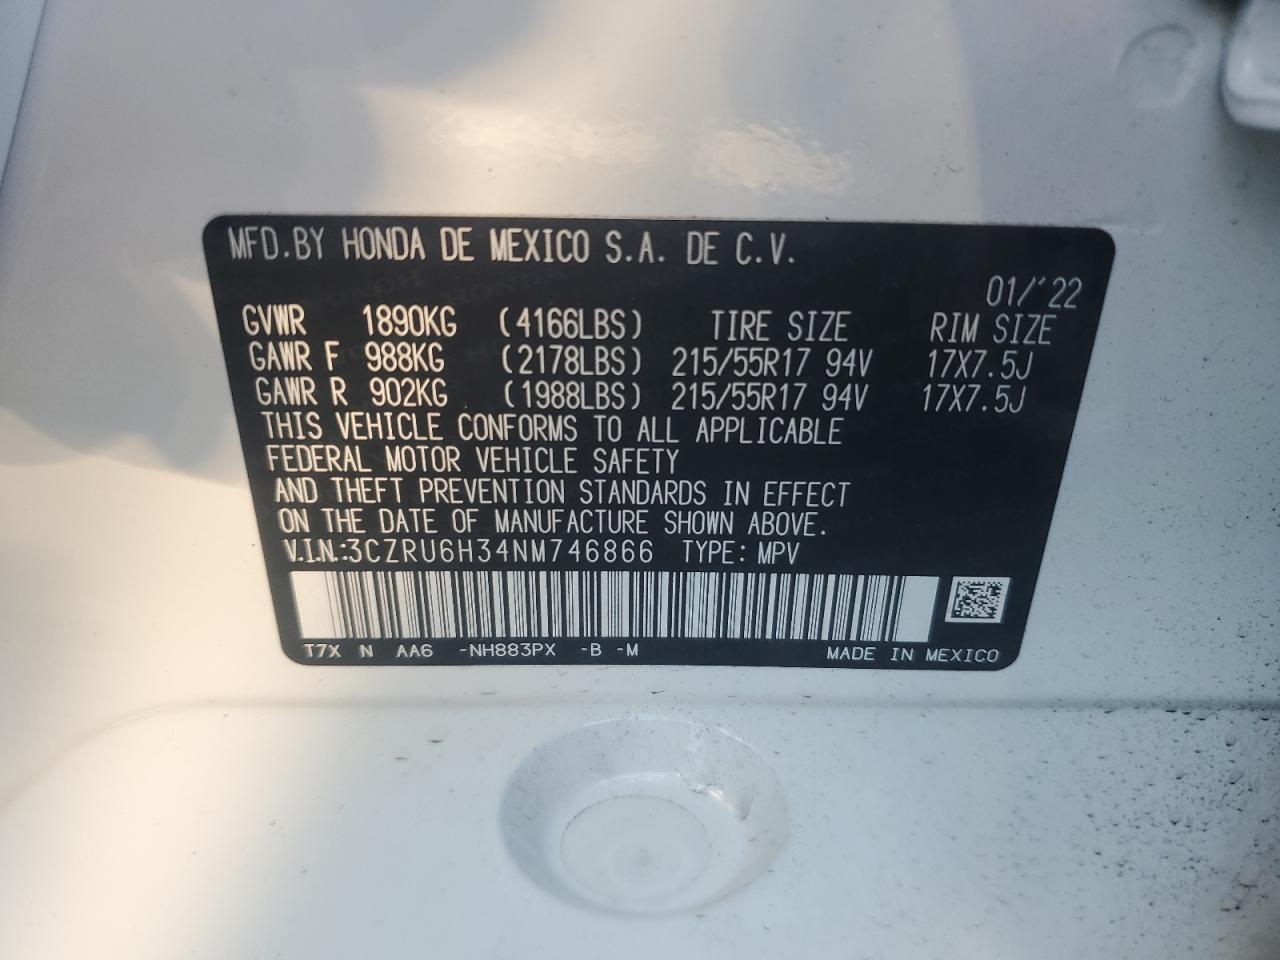 MFD.BY HONDA DE MEXICO S.A. DE C.V.
01/'22
GVWR 1890KG (4166LBS) TIRE SIZE RIM SIZE
GAWR F 988KG (2178LBS) 215/55R17 94V 17X7.5J
GAWR R 902KG (1988LBS) 215/55R17 94V 17X7.5J
THIS VEHICLE CONFORMS TO ALL APPLICABLE
FEDERAL MOTOR VEHICLE SAFETY
AND THEFT PREVENTION STANDARDS IN EFFECT
ON THE DATE OF MANUFACTURE SHOWN ABOVE.
V.I.N.:3CZRU6H34NM746866 TYPE: MPV
T7X N AA6 -NH883PX -B -M MADE IN MEXICO